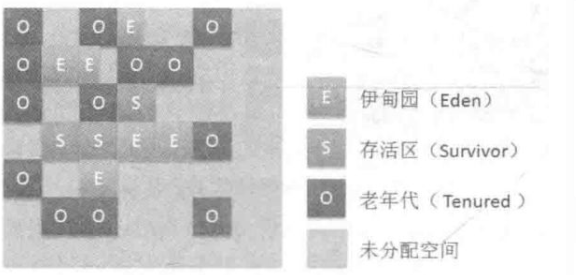 O O E O
O E E O O
O O S
S S E E O
O E
O O O
E 伊甸园（Eden）
S 存活区（Survivor）
O 老年代（Tenured ）
未分配空间